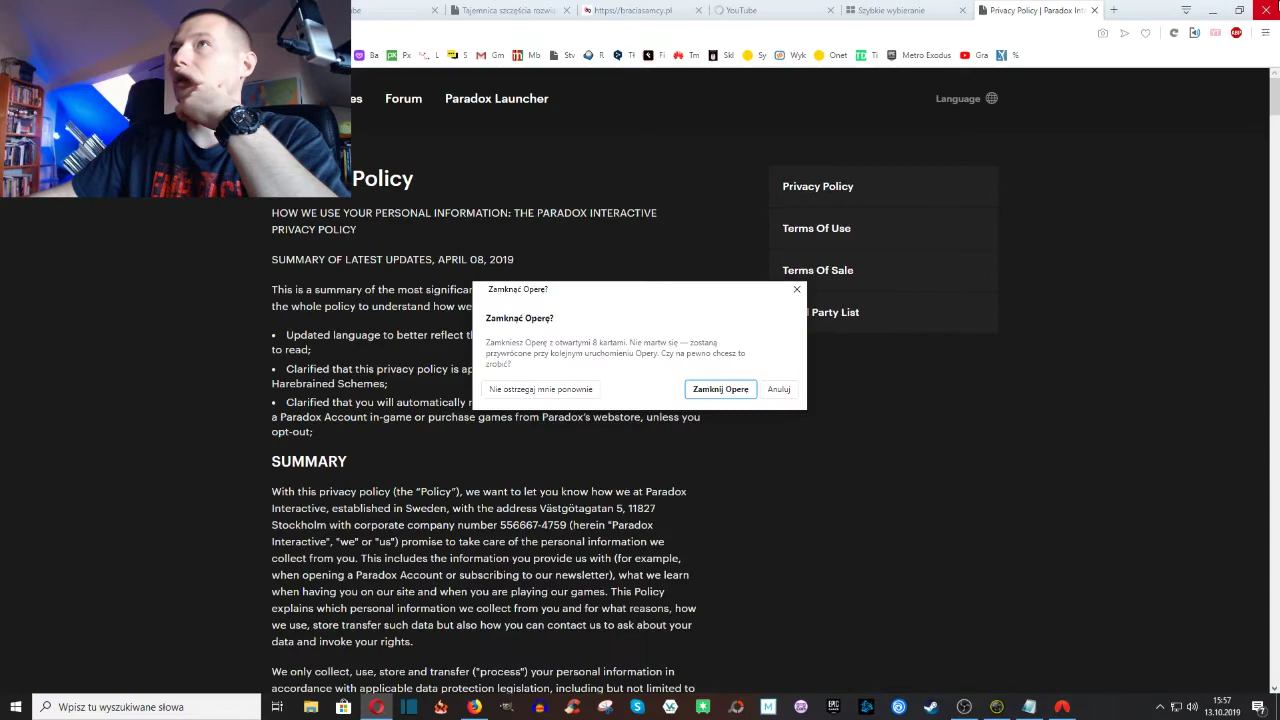 be
Tajemnica szczęścia rozwią
https://braciasamcy.pl
YouTube
Szybkie wybieranie
Privacy Policy | Paradox Inte
Ba
Px
L
S
Gm
Mb
Stv
R
Fi
Tm
Skl
Sy
Wyk
Onet
Ti
Metro Exodus
Gra
%
es
Forum
Paradox Launcher
Language
Policy
HOW WE USE YOUR PERSONAL INFORMATION: THE PARADOX INTERACTIVE
PRIVACY POLICY
SUMMARY OF LATEST UPDATES, APRIL 08, 2019
This is a summary of the most significan
the whole policy to understand how we
• Updated language to better reflect th
to read;
• Clarified that this privacy policy is ap
Harebrained Schemes;
• Clarified that you will automatically r
a Paradox Account in-game or purchase games from Paradox's webstore, unless you
opt-out;
SUMMARY
With this privacy policy (the "Policy"), we want to let you know how we at Paradox
Interactive, established in Sweden, with the address Västgötagatan 5, 11827
Stockholm with corporate company number 556667-4759 (herein "Paradox
Interactive", "we" or "us") promise to take care of the personal information we
collect from you. This includes the information you provide us with (for example,
when opening a Paradox Account or subscribing to our newsletter), what we learn
when having you on our site and when you are playing our games. This Policy
explains which personal information we collect from you and for what reasons, how
we use, store transfer such data but also how you can contact us to ask about your
data and invoke your rights.
We only collect, use, store and transfer ("process") your personal information in
accordance with applicable data protection legislation, including but not limited to
Privacy Policy
Terms Of Use
Terms Of Sale
Party List
Zamknąć Operę?
Zamknąć Operę?
Zamkniesz Operę z otwartymi 8 kartami. Nie martw się — zostaną
przywrócone przy kolejnym uruchomieniu Opery. Czy na pewno chcesz to
zrobić?
Nie ostrzegaj mnie ponownie
Zamknij Operę
Anuluj
Wpisz tu wyszukiwane słowa
15:57
13.10.2019